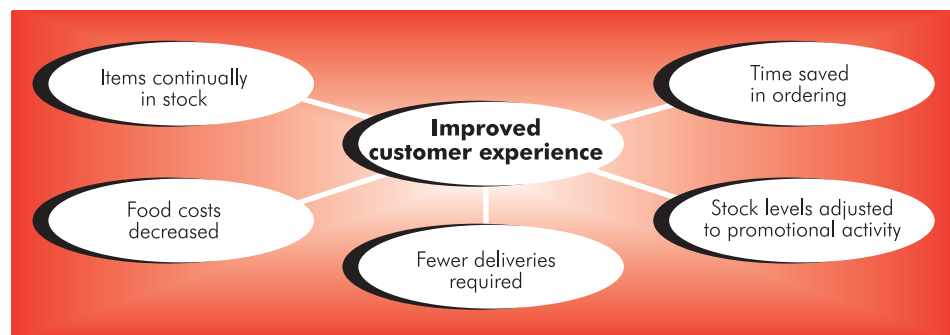 Items continually
in stock
Time saved
in ordering
Improved
customer experience
Food costs
decreased
Stock levels adjusted
to promotional activity
Fewer deliveries
required